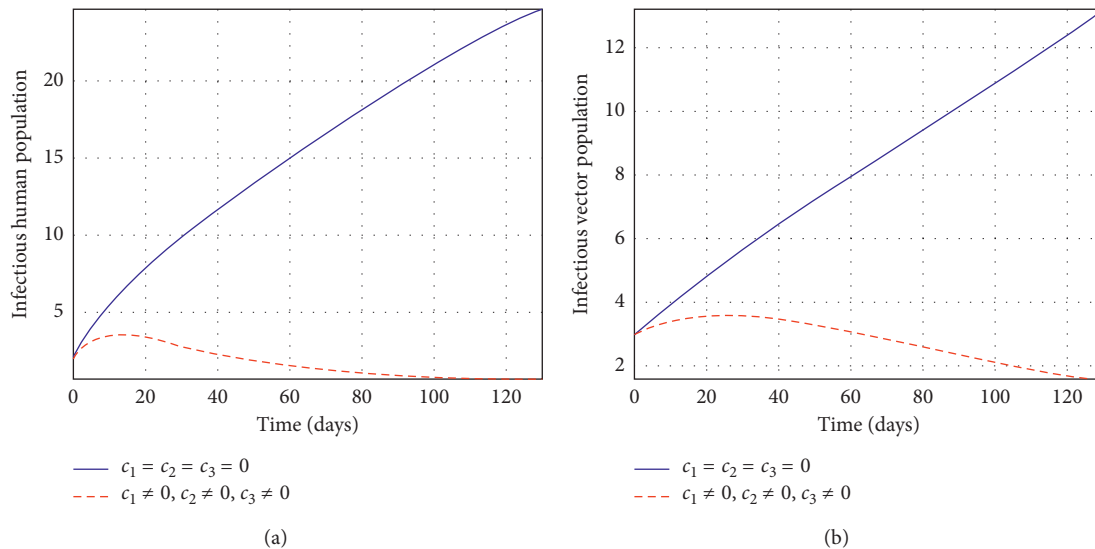 Infectious human population
20
15
10
5
0 20 40 60 80 100 120
Time (days)
c₁ = c₂ = c₃ = 0
c₁ ≠ 0, c₂ ≠ 0, c₃ ≠ 0
(a)
Infectious vector population
12
10
8
6
4
2
0 20 40 60 80 100 120
Time (days)
c₁ = c₂ = c₃ = 0
c₁ ≠ 0, c₂ ≠ 0, c₃ ≠ 0
(b)